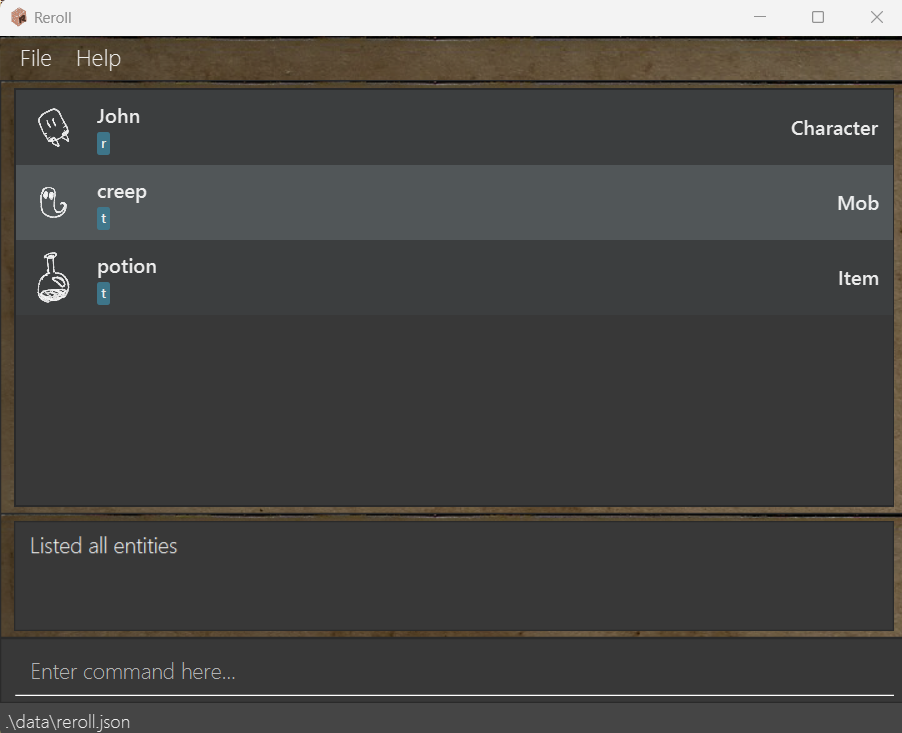 Reroll
File Help
John
r
Character
creep
t
Mob
potion
t
Item
Listed all entities
Enter command here...
.\data\reroll.json